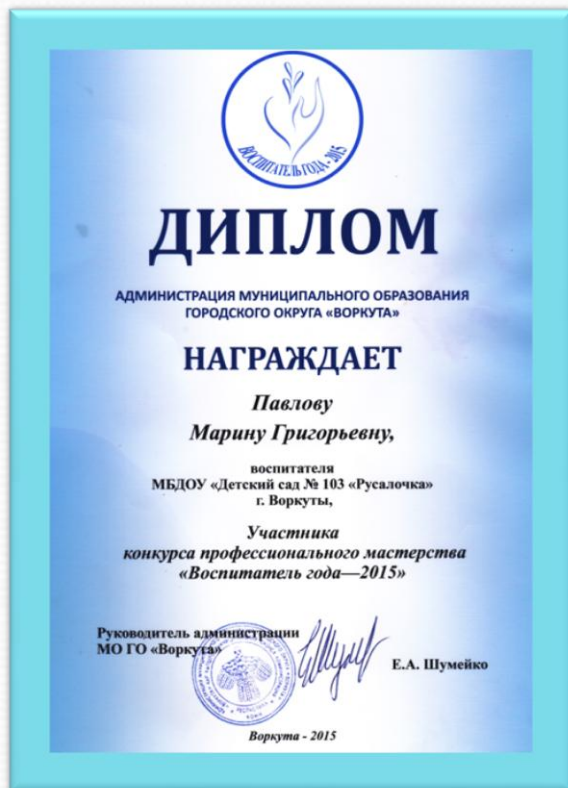 ВОСПИТАТЕЛЬ ГОДА - 2015
ДИПЛОМ
АДМИНИСТРАЦИЯ МУНИЦИПАЛЬНОГО ОБРАЗОВАНИЯ
ГОРОДСКОГО ОКРУГА «ВОРКУТА»
НАГРАЖДАЕТ
Павлову
Марину Григорьевну,
воспитателя
МБДОУ «Детский сад № 103 «Русалочка»
г. Воркуты,
Участника
конкурса профессионального мастерства
«Воспитатель года—2015»
Руководитель администрации
МО ГО «Воркута»
Е.А. Шумейко
Воркута - 2015